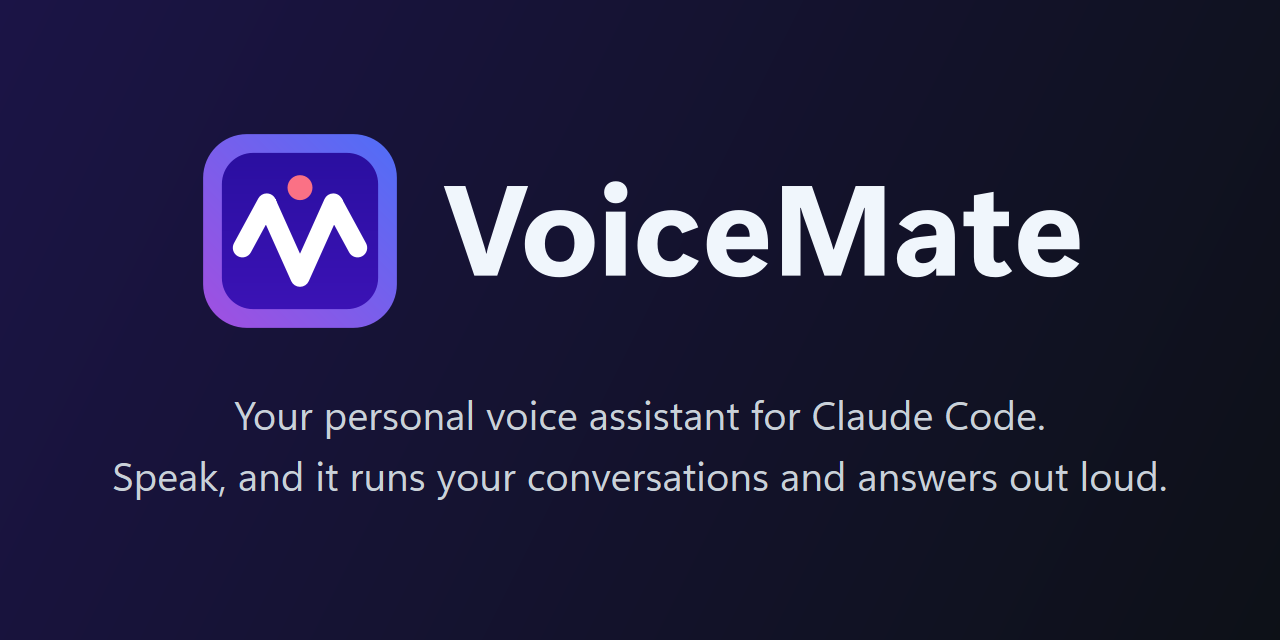 VoiceMate
Your personal voice assistant for Claude Code.
Speak, and it runs your conversations and answers out loud.